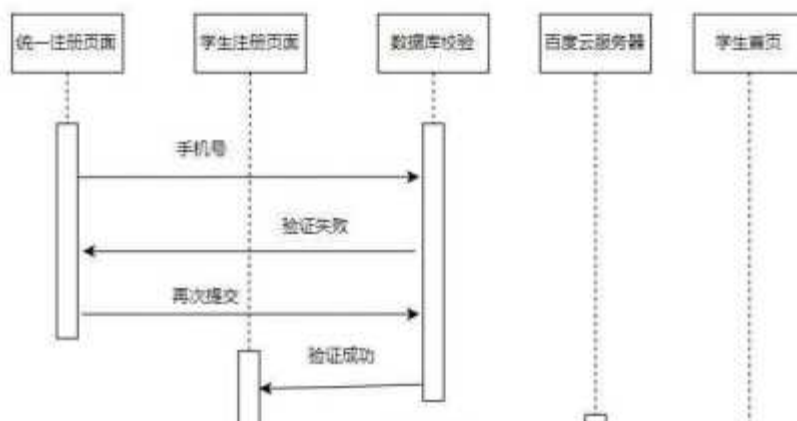 统一注册页面
学生注册页面
数据库校验
百度云服务器
学生首页
手机号
验证失败
再次提交
验证成功